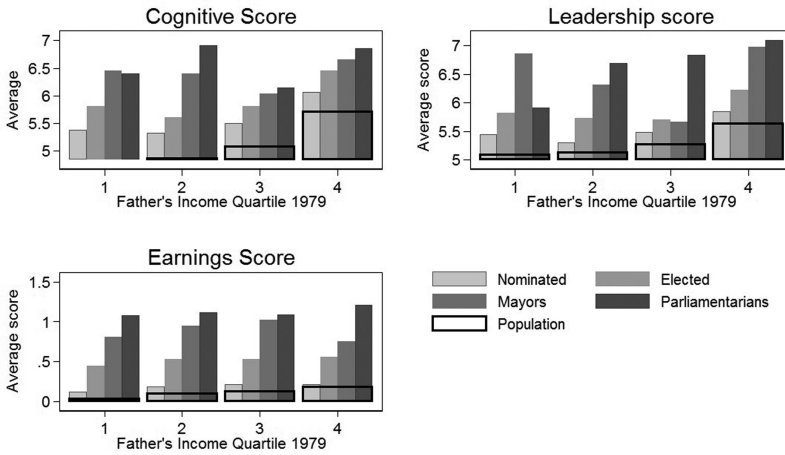 Cognitive Score
Average
7
6.5
6
5.5
5
1 2 3 4
Father's Income Quartile 1979
Leadership score
Average score
7
6.5
6
5.5
5
1 2 3 4
Father's Income Quartile 1979
Earnings Score
Average score
1.5
1
.5
0
1 2 3 4
Father's Income Quartile 1979
Nominated Elected
Mayors Parliamentarians
Population